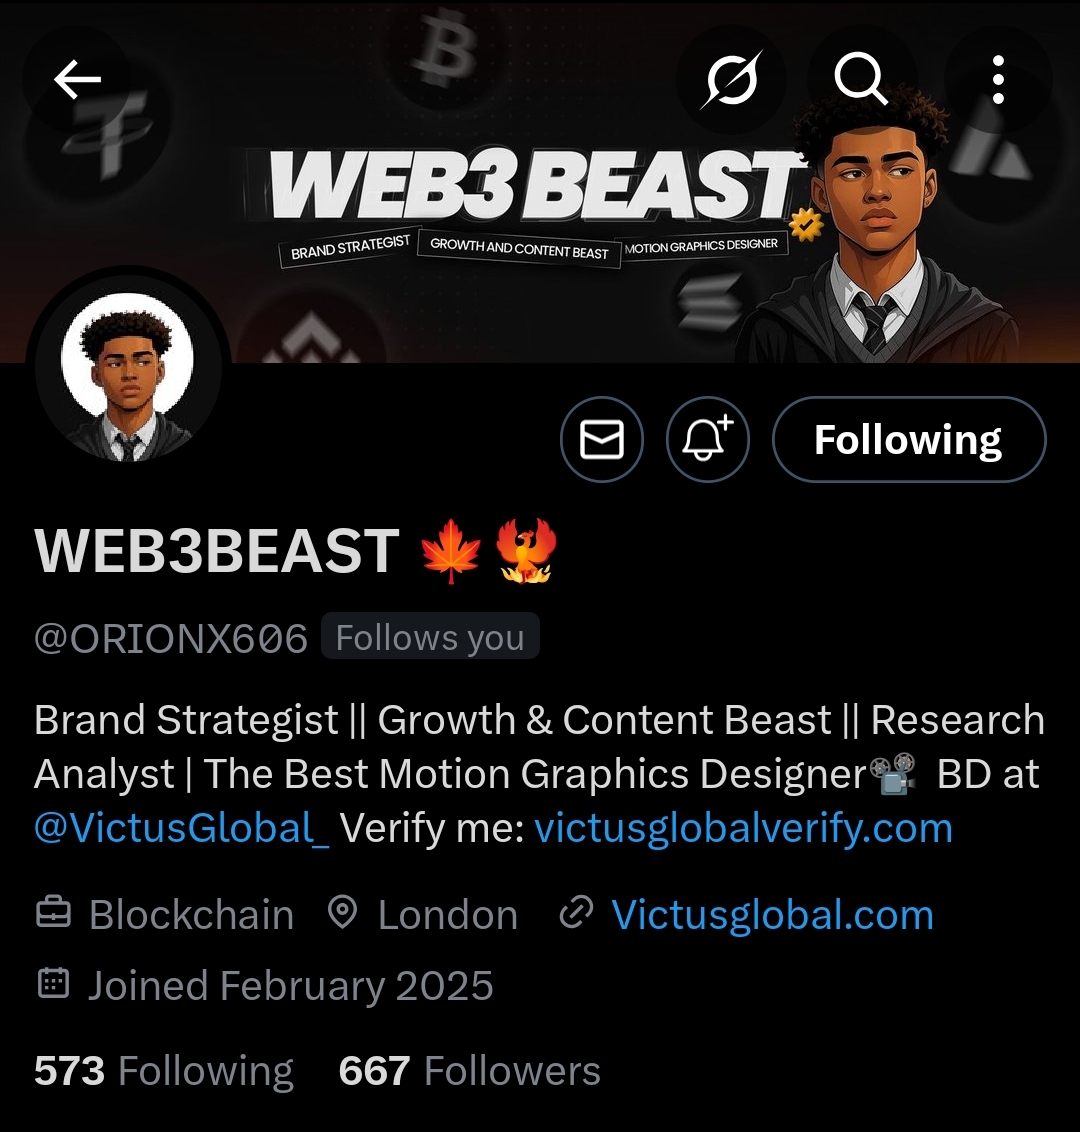 WEB3 BEAST
BRAND STRATEGIST GROWTH AND CONTENT BEAST MOTION GRAPHICS DESIGNER
Following
WEB3BEAST 🍁🐦‍🔥
@ORIONX606 Follows you
Brand Strategist || Growth & Content Beast || Research
Analyst | The Best Motion Graphics Designer📽️ BD at
@VictusGlobal_ Verify me: victusglobalverify.com
Blockchain London Victusglobal.com
Joined February 2025
573 Following 667 Followers